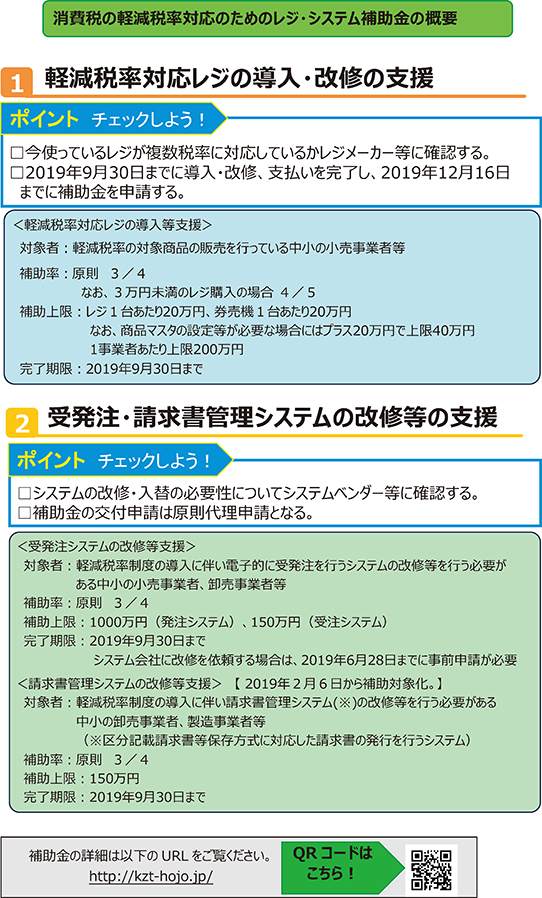 消費税の軽減税率対応のためのレジ・システム補助金の概要
1 軽減税率対応レジの導入・改修の支援
ポイント チェックしよう!
□今使っているレジが複数税率に対応しているかレジメーカー等に確認する。
□2019年9月30日までに導入・改修、支払いを完了し、2019年12月16日
までに補助金を申請する。
<軽減税率対応レジの導入等支援>
対象者:軽減税率の対象商品の販売を行っている中小の小売事業者等
補助率:原則 3/4
なお、3万円未満のレジ購入の場合 4/5
補助上限:レジ1台あたり20万円、券売機1台あたり20万円
なお、商品マスタの設定等が必要な場合にはプラス20万円で上限40万円
1事業者あたり上限200万円
完了期限:2019年9月30日まで
2 受発注・請求書管理システムの改修等の支援
ポイント チェックしよう!
□システムの改修・入替の必要性についてシステムベンダー等に確認する。
□補助金の交付申請は原則代理申請となる。
<受発注システムの改修等支援>
対象者:軽減税率制度の導入に伴い電子的に受発注を行うシステムの改修等を行う必要が
ある中小の小売事業者、卸売事業者等
補助率:原則 3/4
補助上限:1000万円(発注システム)、150万円(受注システム)
完了期限:2019年9月30日まで
システム会社に改修を依頼する場合は、2019年6月28日までに事前申請が必要
<請求書管理システムの改修等支援> 【 2019年2月6日から補助対象化。】
対象者:軽減税率制度の導入に伴い請求書管理システム(※)の改修等を行う必要がある
中小の卸売事業者、製造事業者等
(※区分記載請求書等保存方式に対応した請求書の発行を行うシステム)
補助率:原則 3/4
補助上限:150万円
完了期限:2019年9月30日まで
補助金の詳細は以下のURLをご覧ください。
http://kzt-hojo.jp/
QRコードは
こちら!